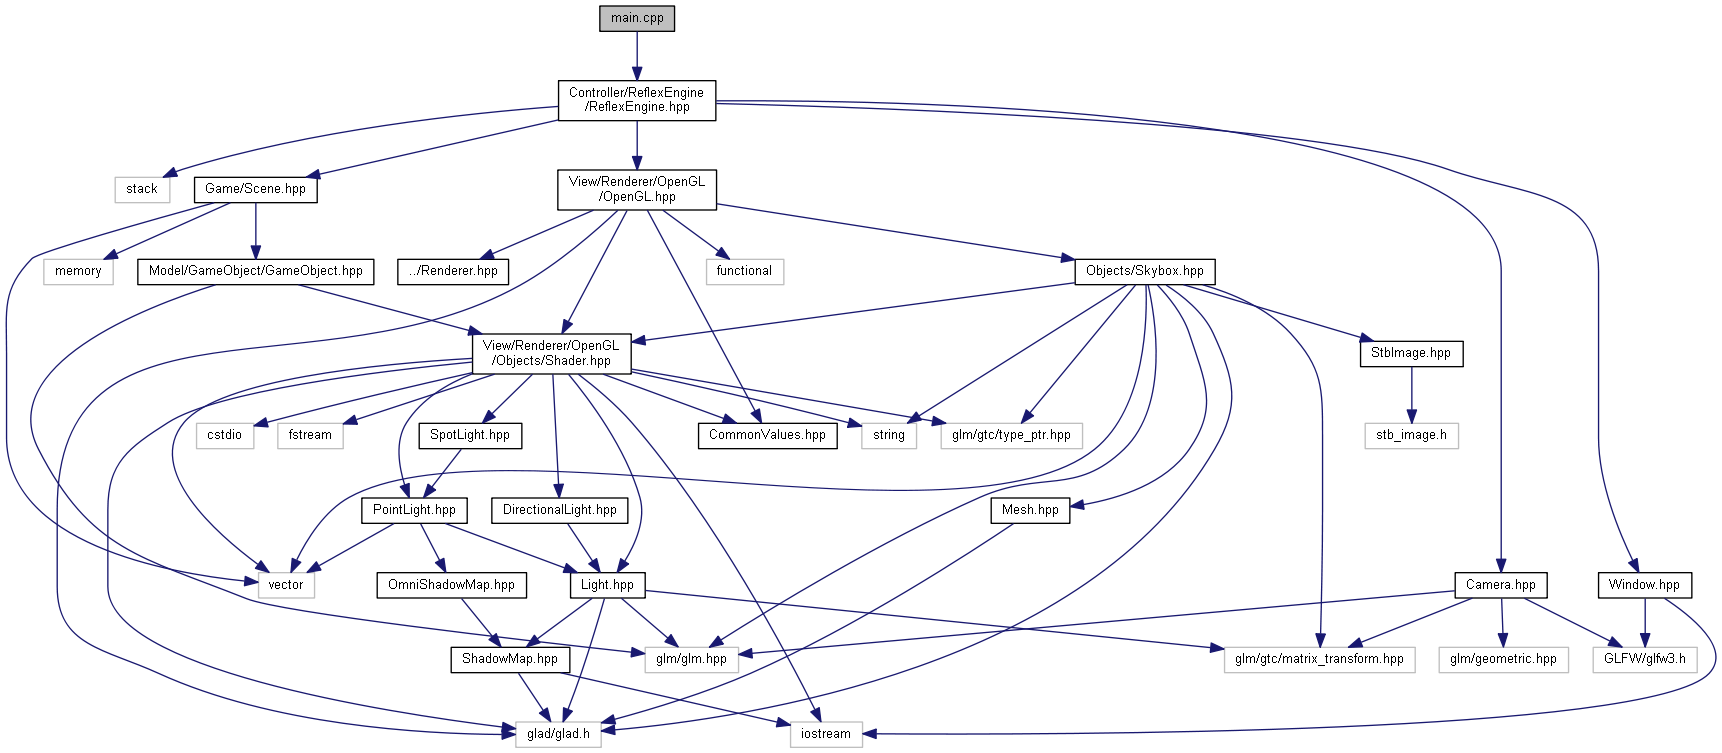 main.cpp
Controller/ReflexEngine
/ReflexEngine.hpp
stack
Game/Scene.hpp
View/Renderer/OpenGL
/OpenGL.hpp
memory
Model/GameObject/GameObject.hpp
../Renderer.hpp
functional
Objects/Skybox.hpp
View/Renderer/OpenGL
/Objects/Shader.hpp
StbImage.hpp
cstdio
fstream
SpotLight.hpp
CommonValues.hpp
string
glm/gtc/type_ptr.hpp
stb_image.h
PointLight.hpp
DirectionalLight.hpp
Mesh.hpp
vector
OmniShadowMap.hpp
Light.hpp
Camera.hpp
Window.hpp
ShadowMap.hpp
glm/glm.hpp
glm/gtc/matrix_transform.hpp
glm/geometric.hpp
GLFW/glfw3.h
glad/glad.h
iostream